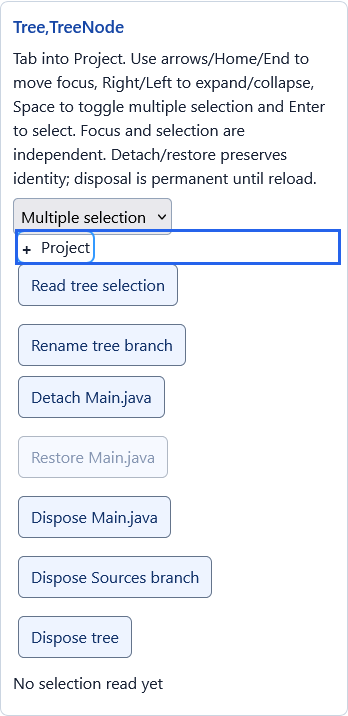 Tree,TreeNode
Tab into Project. Use arrows/Home/End to
move focus, Right/Left to expand/collapse,
Space to toggle multiple selection and Enter
to select. Focus and selection are
independent. Detach/restore preserves
identity; disposal is permanent until reload.
Multiple selection
+ Project
Read tree selection
Rename tree branch
Detach Main.java
Restore Main.java
Dispose Main.java
Dispose Sources branch
Dispose tree
No selection read yet